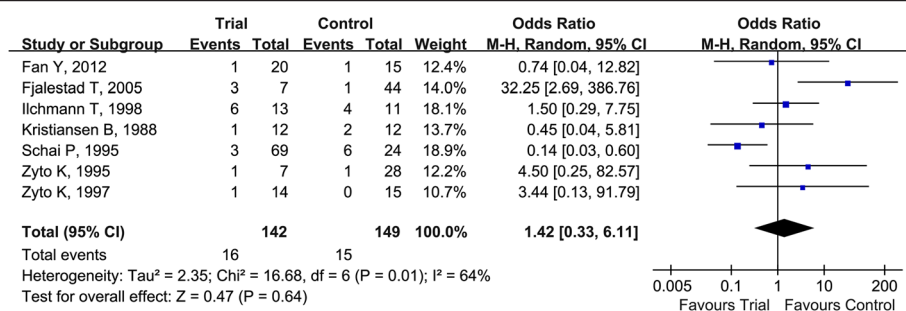 Trial Control Odds Ratio Odds Ratio
Study or Subgroup Events Total Events Total Weight M-H, Random, 95% CI M-H, Random, 95% CI
Fan Y, 2012 1 20 1 15 12.4% 0.74 [0.04, 12.82]
Fjalestad T, 2005 3 7 1 44 14.0% 32.25 [2.69, 386.76]
Ilchmann T, 1998 6 13 4 11 18.1% 1.50 [0.29, 7.75]
Kristiansen B, 1988 1 12 2 12 13.7% 0.45 [0.04, 5.81]
Schai P, 1995 3 69 6 24 18.9% 0.14 [0.03, 0.60]
Zyto K, 1995 1 7 1 28 12.2% 4.50 [0.25, 82.57]
Zyto K, 1997 1 14 0 15 10.7% 3.44 [0.13, 91.79]
Total (95% CI) 142 149 100.0% 1.42 [0.33, 6.11]
Total events 16 15
Heterogeneity: Tau² = 2.35; Chi² = 16.68, df = 6 (P = 0.01); I² = 64%
Test for overall effect: Z = 0.47 (P = 0.64)
0.005 0.1 1 10 200
Favours Trial Favours Control